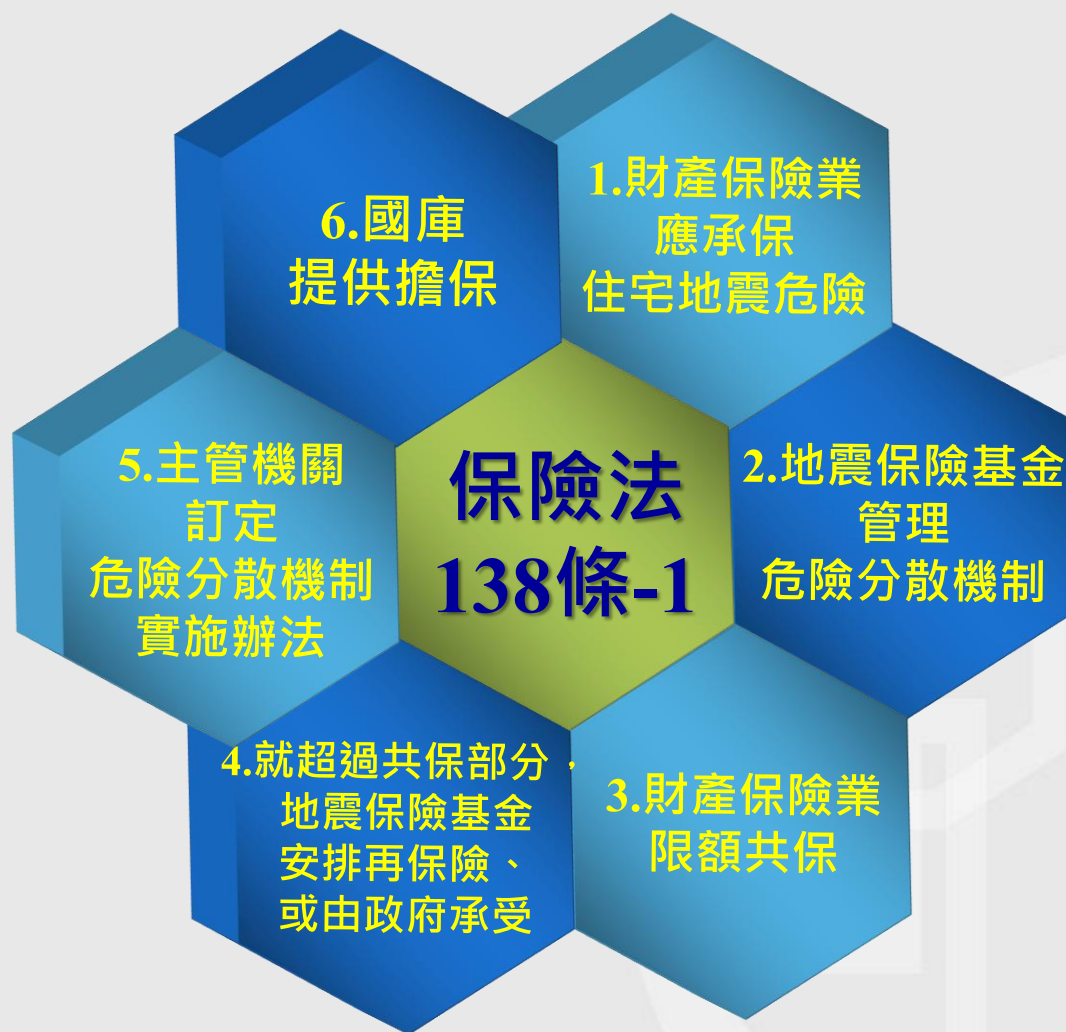 保險法
138條-1
1.財產保險業
應承保
住宅地震危險
2.地震保險基金
管理
危險分散機制
3.財產保險業
限額共保
4.就超過共保部分，
地震保險基金
安排再保險、
或由政府承受
5.主管機關
訂定
危險分散機制
實施辦法
6.國庫
提供擔保